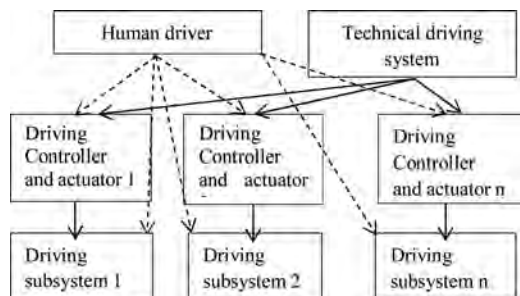 Human driver
Technical driving
system
Driving
Controller
and actuator 1
Driving
Controller
and actuator
Driving
Controller
and actuator n
Driving
subsystem 1
Driving
subsystem 2
Driving
subsystem n